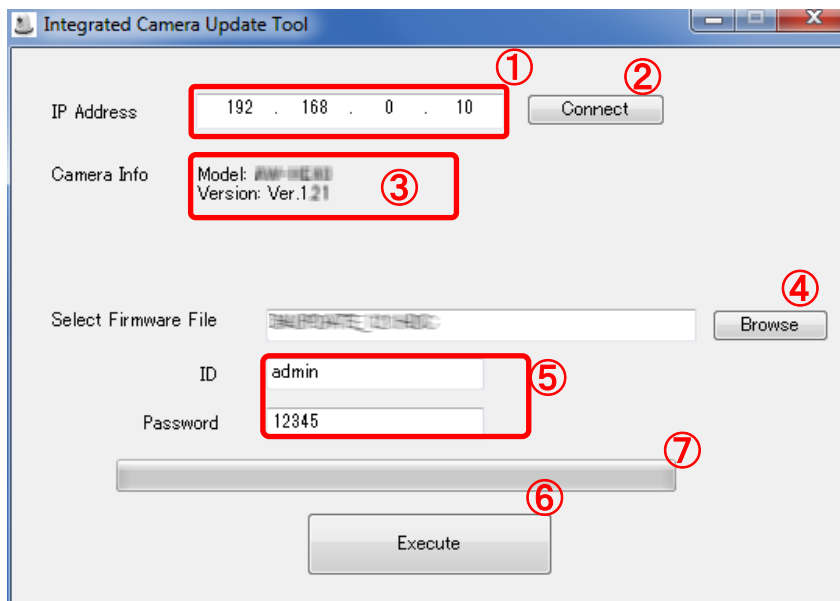 Integrated Camera Update Tool
①
②
IP Address 192 . 168 . 0 . 10 Connect
Camera Info Model:
③
Version: Ver.1.21
④
Select Firmware File Browse
ID admin
⑤
Password 12345
⑦
⑥
Execute